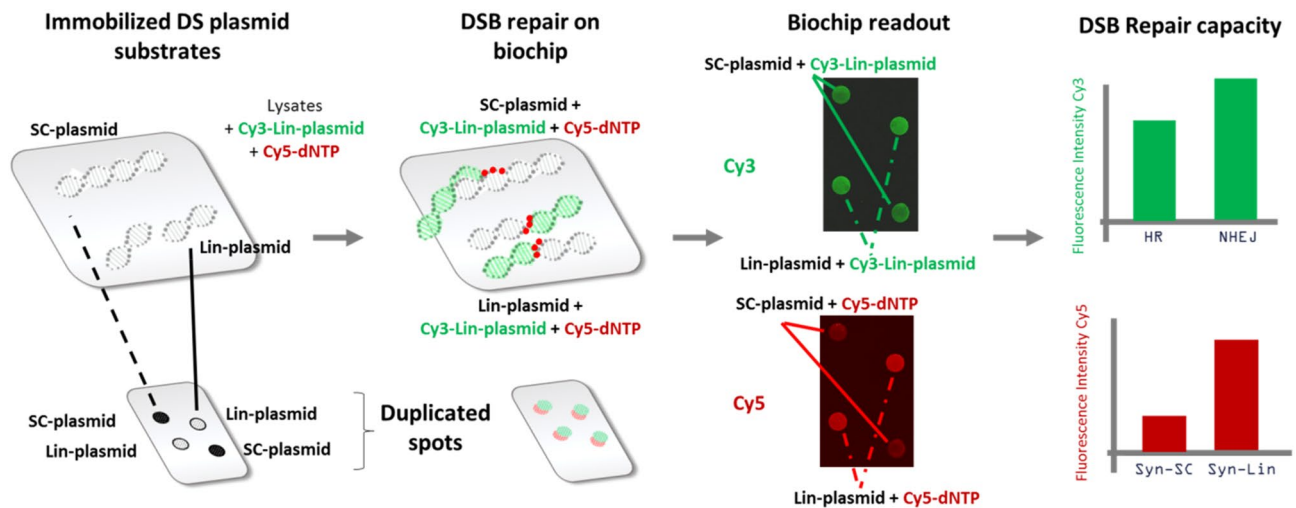 Immobilized DS plasmid
substrates
SC-plasmid
Lysates
+ Cy3-Lin-plasmid
+ Cy5-dNTP
Lin-plasmid
SC-plasmid
Lin-plasmid
Lin-plasmid
SC-plasmid
Duplicated
spots
DSB repair on
biochip
SC-plasmid +
Cy3-Lin-plasmid + Cy5-dNTP
Lin-plasmid +
Cy3-Lin-plasmid + Cy5-dNTP
Biochip readout
SC-plasmid + Cy3-Lin-plasmid
Cy3
Lin-plasmid + Cy3-Lin-plasmid
SC-plasmid + Cy5-dNTP
Cy5
Lin-plasmid + Cy5-dNTP
DSB Repair capacity
Fluorescence Intensity Cy3
HR NHEJ
Fluorescence Intensity Cy5
Syn-SC Syn-Lin